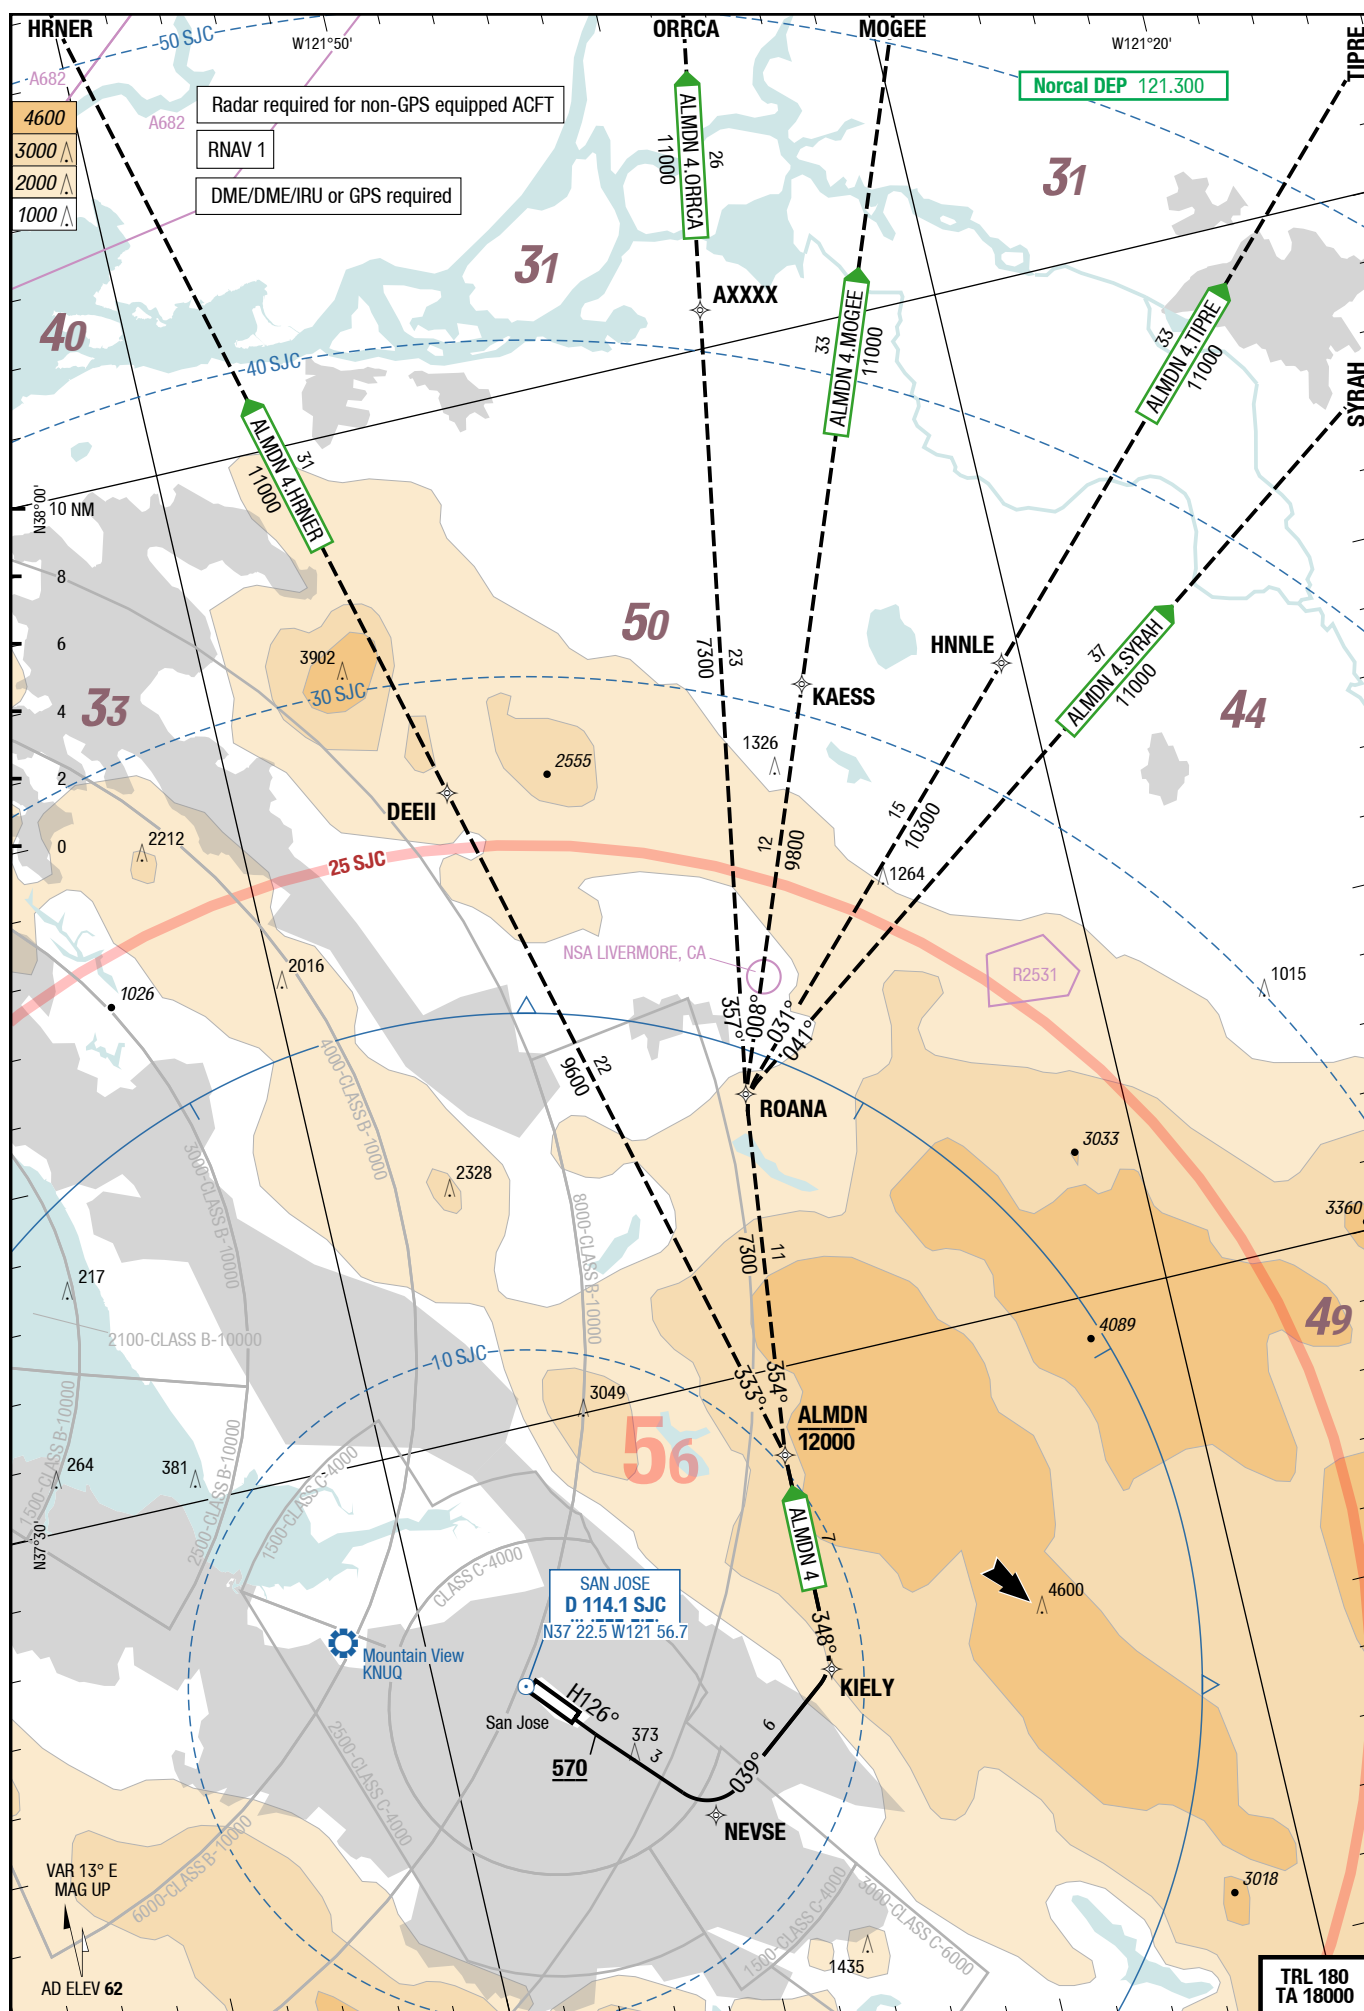 HRNER
ORRCA
MOGEE
TIPRE
50 SJC
W121°50'
W121°20'
A682
Norcal DEP 121.300
Radar required for non-GPS equipped ACFT
A682
RNAV 1
DME/DME/IRU or GPS required
4600
3000
2000
1000
ALMDN 4.ORRCA
26
11000
31
31
40
AXXXX
ALMDN 4.MOGEE
33
11000
ALMDN 4.TIPRE
33
11000
40 SJC
SYRAH
ALMDN 4.HRNER
31
11000
N38°00'
10 NM
8
6
4
2
0
50
HNNLE
ALMDN 4.SYRAH
37
11000
3902
30 SJC
23
7300
KAESS
33
44
1326
2555
DEEII
15
10300
12
9800
2212
25 SJC
1264
NSA LIVERMORE, CA
R2531
1015
2016
1026
357°
008°
031°
041°
4000-CLASS B-10000
22
9600
ROANA
3033
3000-CLASS B-10000
2328
8000-CLASS B-10000
3360
11
7300
217
2100-CLASS B-10000
4089
49
10 SJC
333°
354°
3049
ALMDN
12000
56
1500-CLASS B-10000
2500-CLASS B-10000
1500-CLASS C-4000
264
381
N37°30'
ALMDN 4
7
CLASS C-4000
SAN JOSE
D 114.1 SJC
N37 22.5 W121 56.7
4600
348°
Mountain View
KNUQ
KIELY
H126°
San Jose
373
3
6
570
039°
NEVSE
2500-CLASS C-4000
6000-CLASS B-10000
VAR 13° E
MAG UP
3018
1500-CLASS C-4000
3000-CLASS C-6000
1435
AD ELEV 62
TRL 180
TA 18000